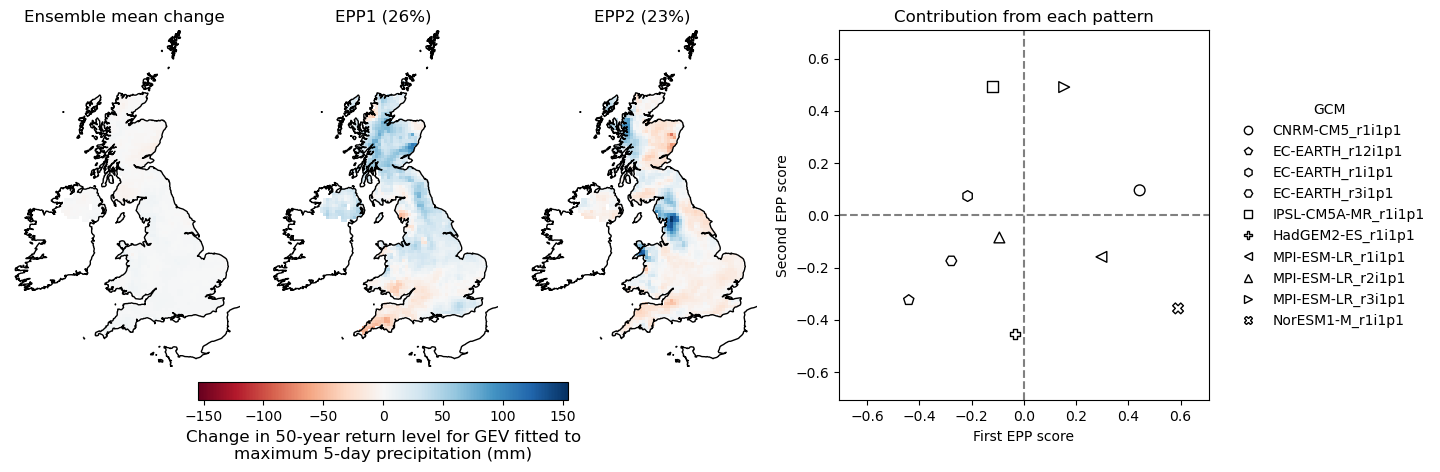 Ensemble mean change
EPP1 (26%)
EPP2 (23%)
Contribution from each pattern
−150 −100 −50 0 50 100 150
Change in 50-year return level for GEV fitted to
maximum 5-day precipitation (mm)
Second EPP score
0.6
0.4
0.2
0.0
−0.2
−0.4
−0.6
−0.6 −0.4 −0.2 0.0 0.2 0.4 0.6
First EPP score
GCM
CNRM-CM5_r1i1p1
EC-EARTH_r12i1p1
EC-EARTH_r1i1p1
EC-EARTH_r3i1p1
IPSL-CM5A-MR_r1i1p1
HadGEM2-ES_r1i1p1
MPI-ESM-LR_r1i1p1
MPI-ESM-LR_r2i1p1
MPI-ESM-LR_r3i1p1
NorESM1-M_r1i1p1